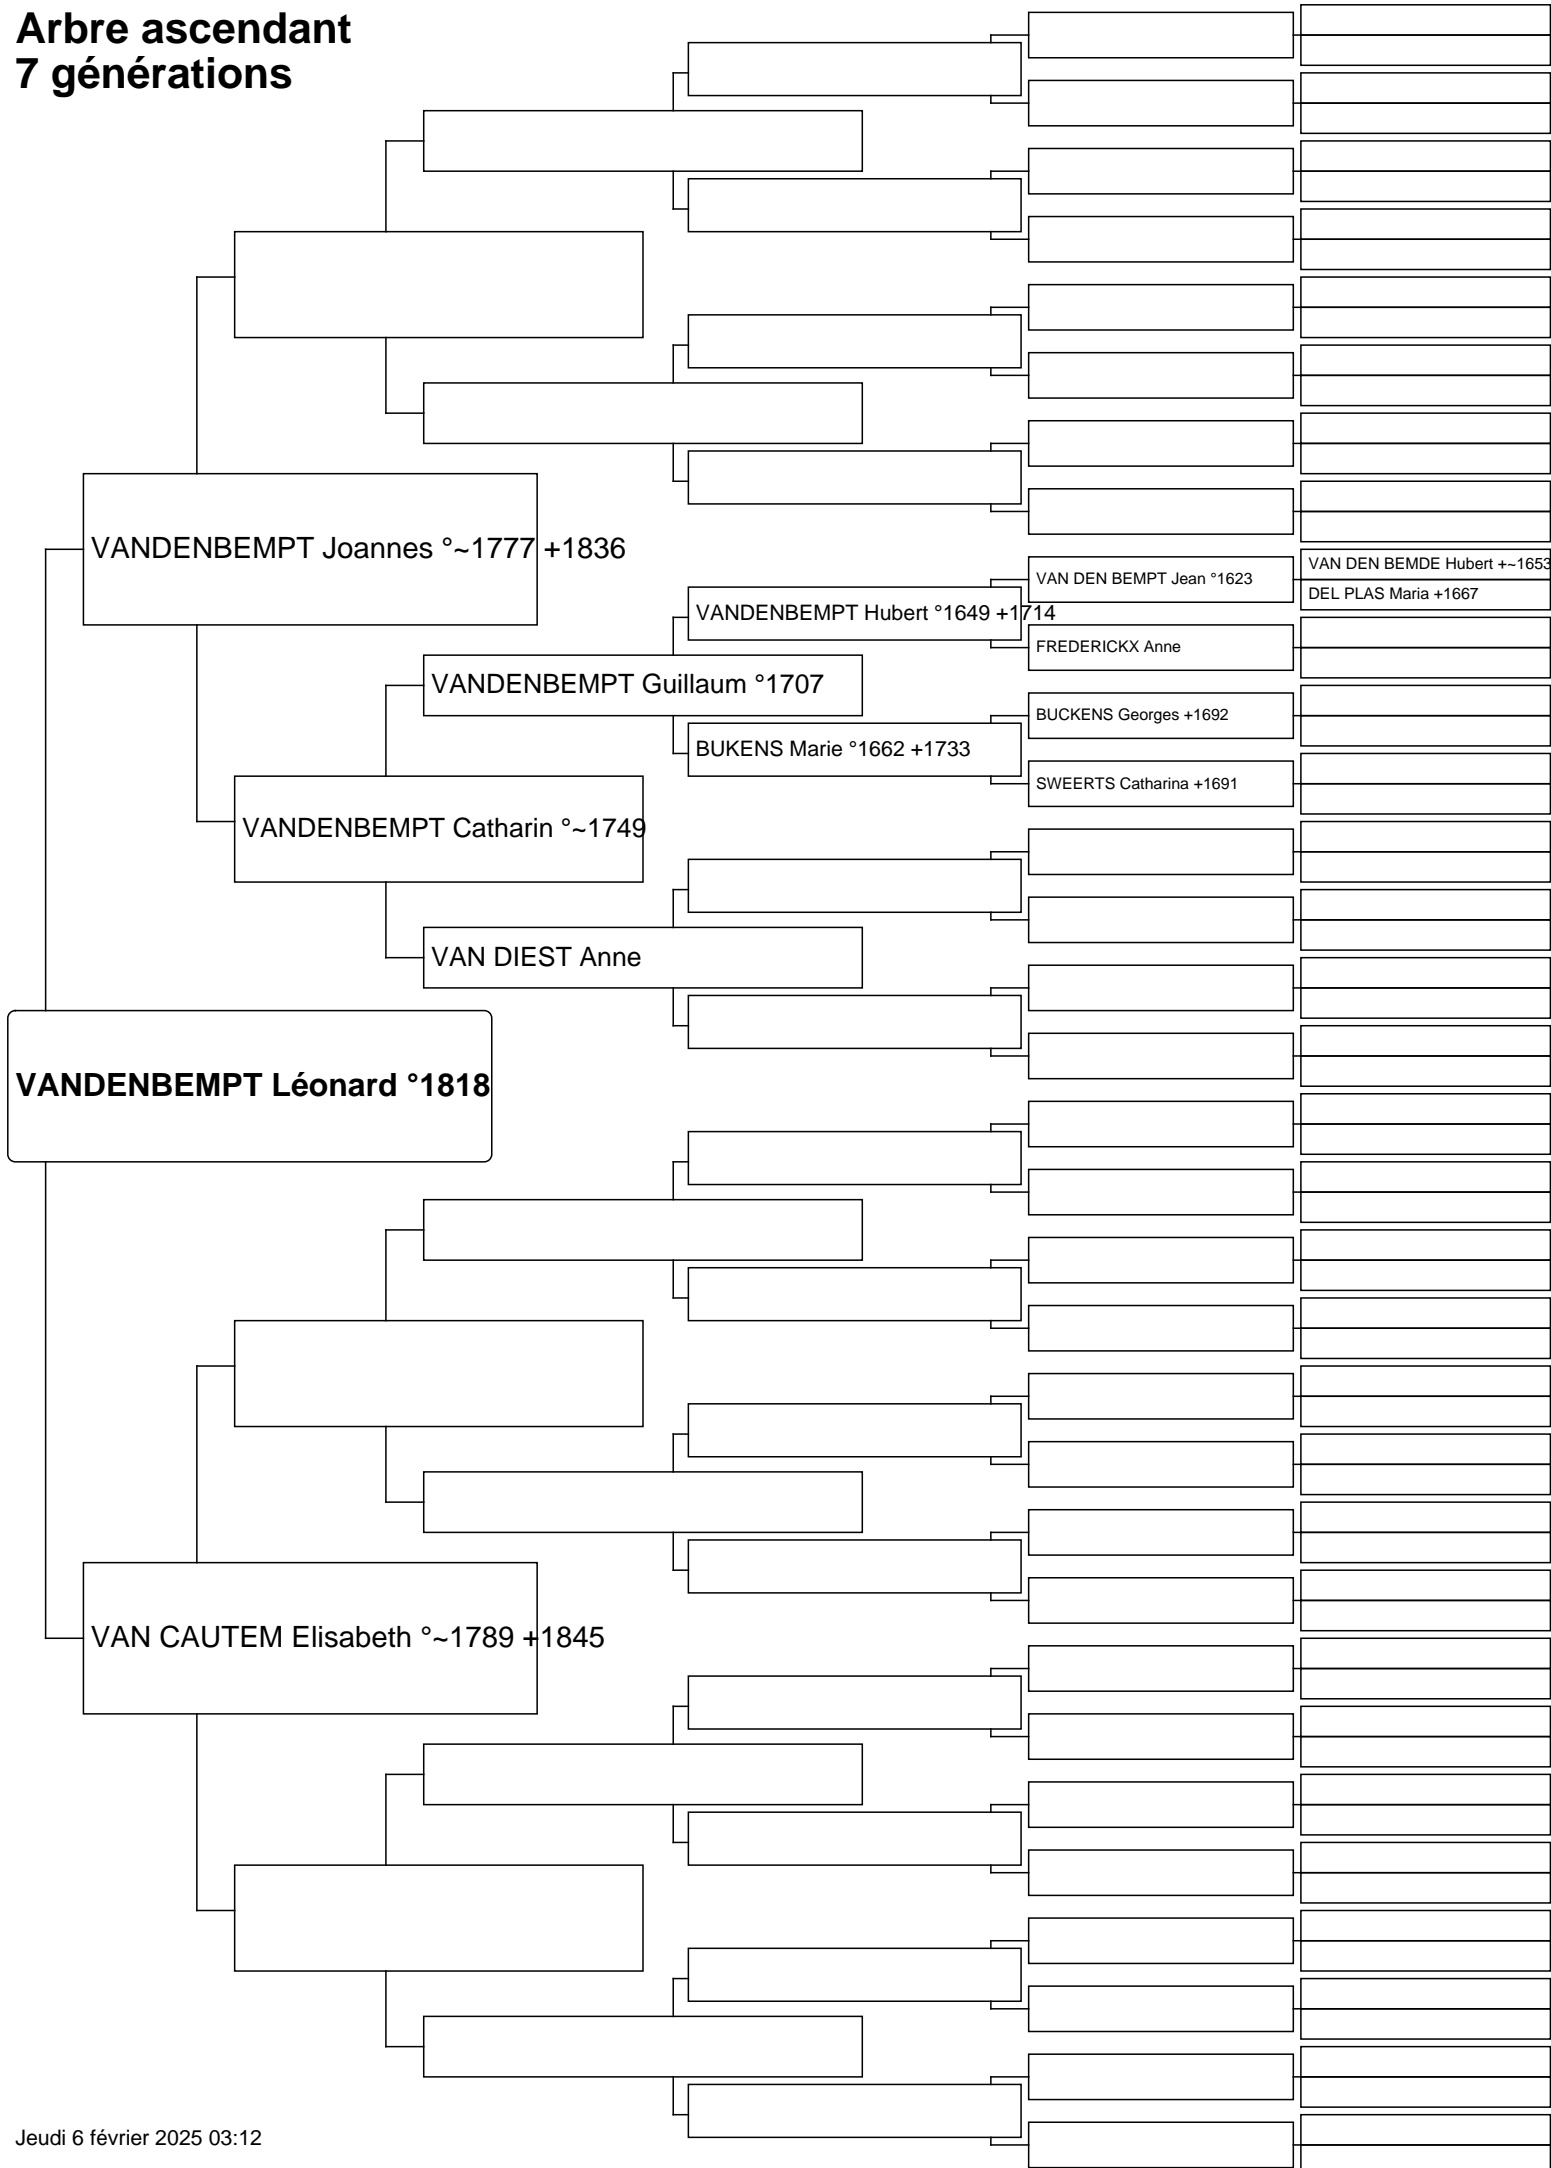 Arbre ascendant
7 générations
VANDENBEMPT Joannes °~1777 +1836
VAN DEN BEMDE Hubert +~1653
VAN DEN BEMPT Jean °1623
DEL PLAS Maria +1667
VANDENBEMPT Hubert °1649 +1714
FREDERICKX Anne
VANDENBEMPT Guillaum °1707
BUCKENS Georges +1692
BUKENS Marie °1662 +1733
SWEERTS Catharina +1691
VANDENBEMPT Catharin °~1749
VAN DIEST Anne
VANDENBEMPT Léonard °1818
VAN CAUTEM Elisabeth °~1789 +1845
Jeudi 6 février 2025 03:12